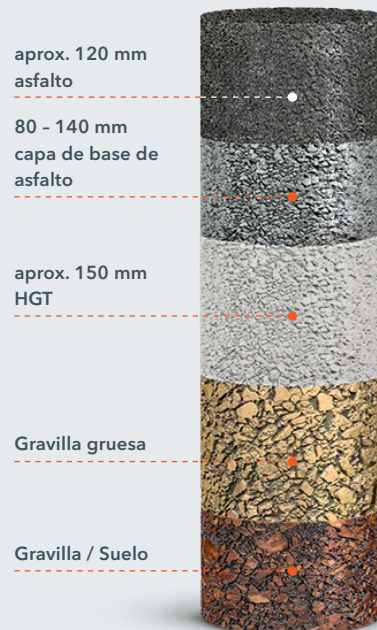 aprox. 120 mm
asfalto
80 – 140 mm
capa de base de
asfalto
aprox. 150 mm
HGT
Gravilla gruesa
Gravilla / Suelo